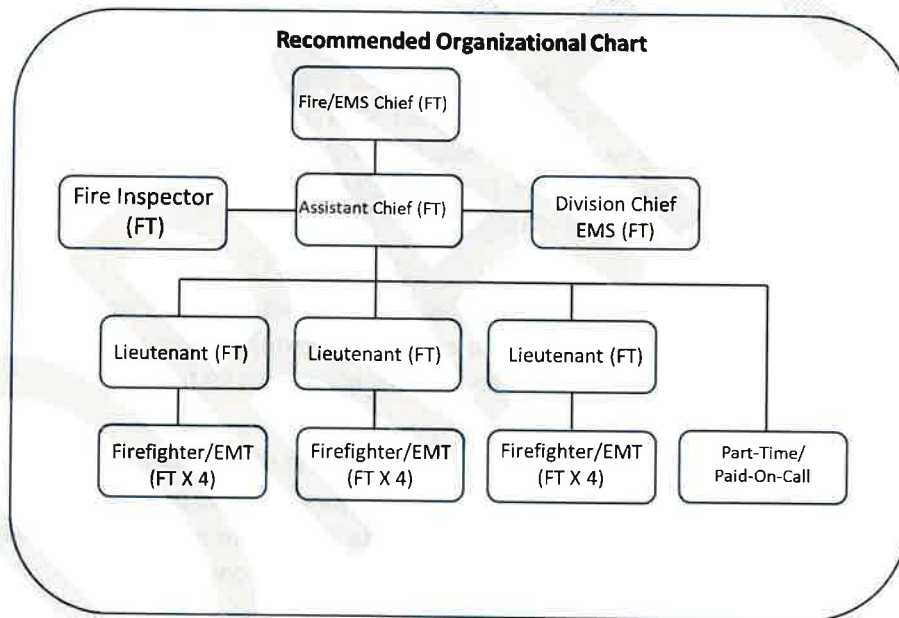 Recommended Organizational Chart
Fire/EMS Chief (FT)
Fire Inspector
(FT)
Assistant Chief (FT)
Division Chief
EMS (FT)
Lieutenant (FT)
Lieutenant (FT)
Lieutenant (FT)
Firefighter/EMT
(FT X 4)
Firefighter/EMT
(FT X 4)
Firefighter/EMT
(FT X 4)
Part-Time/
Paid-On-Call